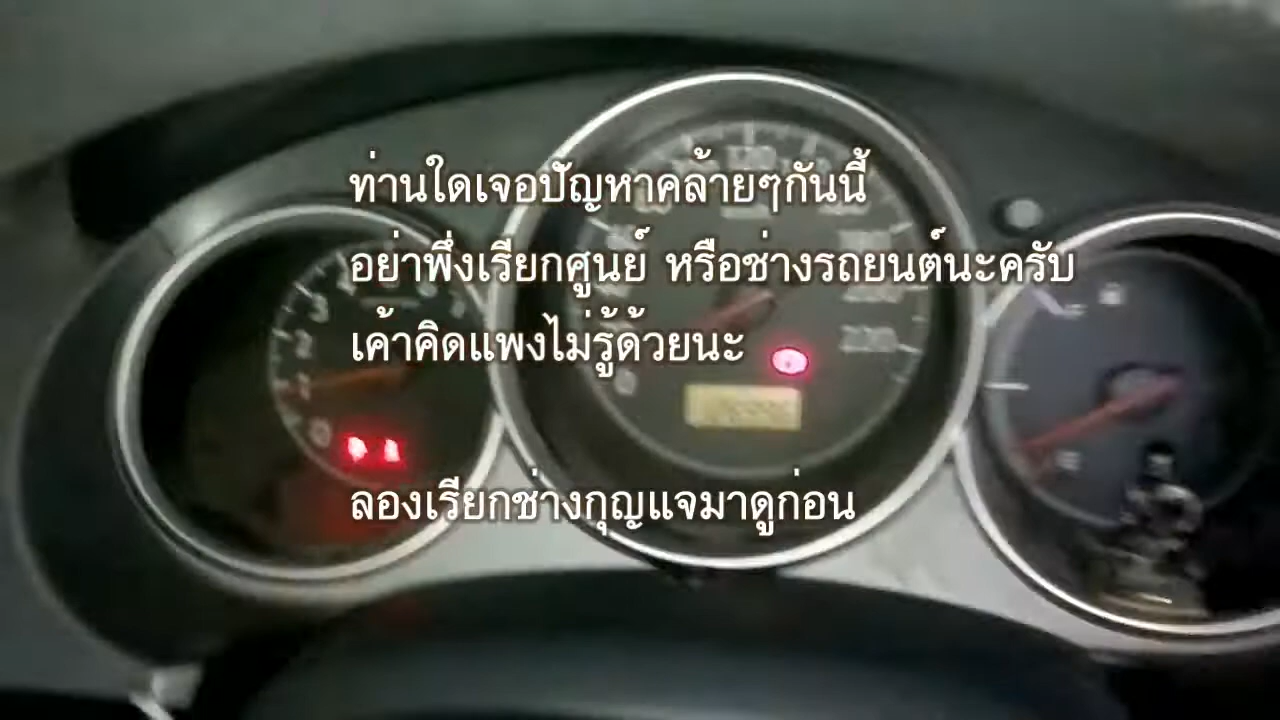 ท่านใดเจอปัญหาคล้ายๆกันนี้
อย่าพึ่งเรียกศูนย์ หรือช่างรถยนต์นะครับ
เค้าคิดแพงไม่รู้ด้วยนะ
220
ลองเรียกช่างกุญแจมาดูก่อน